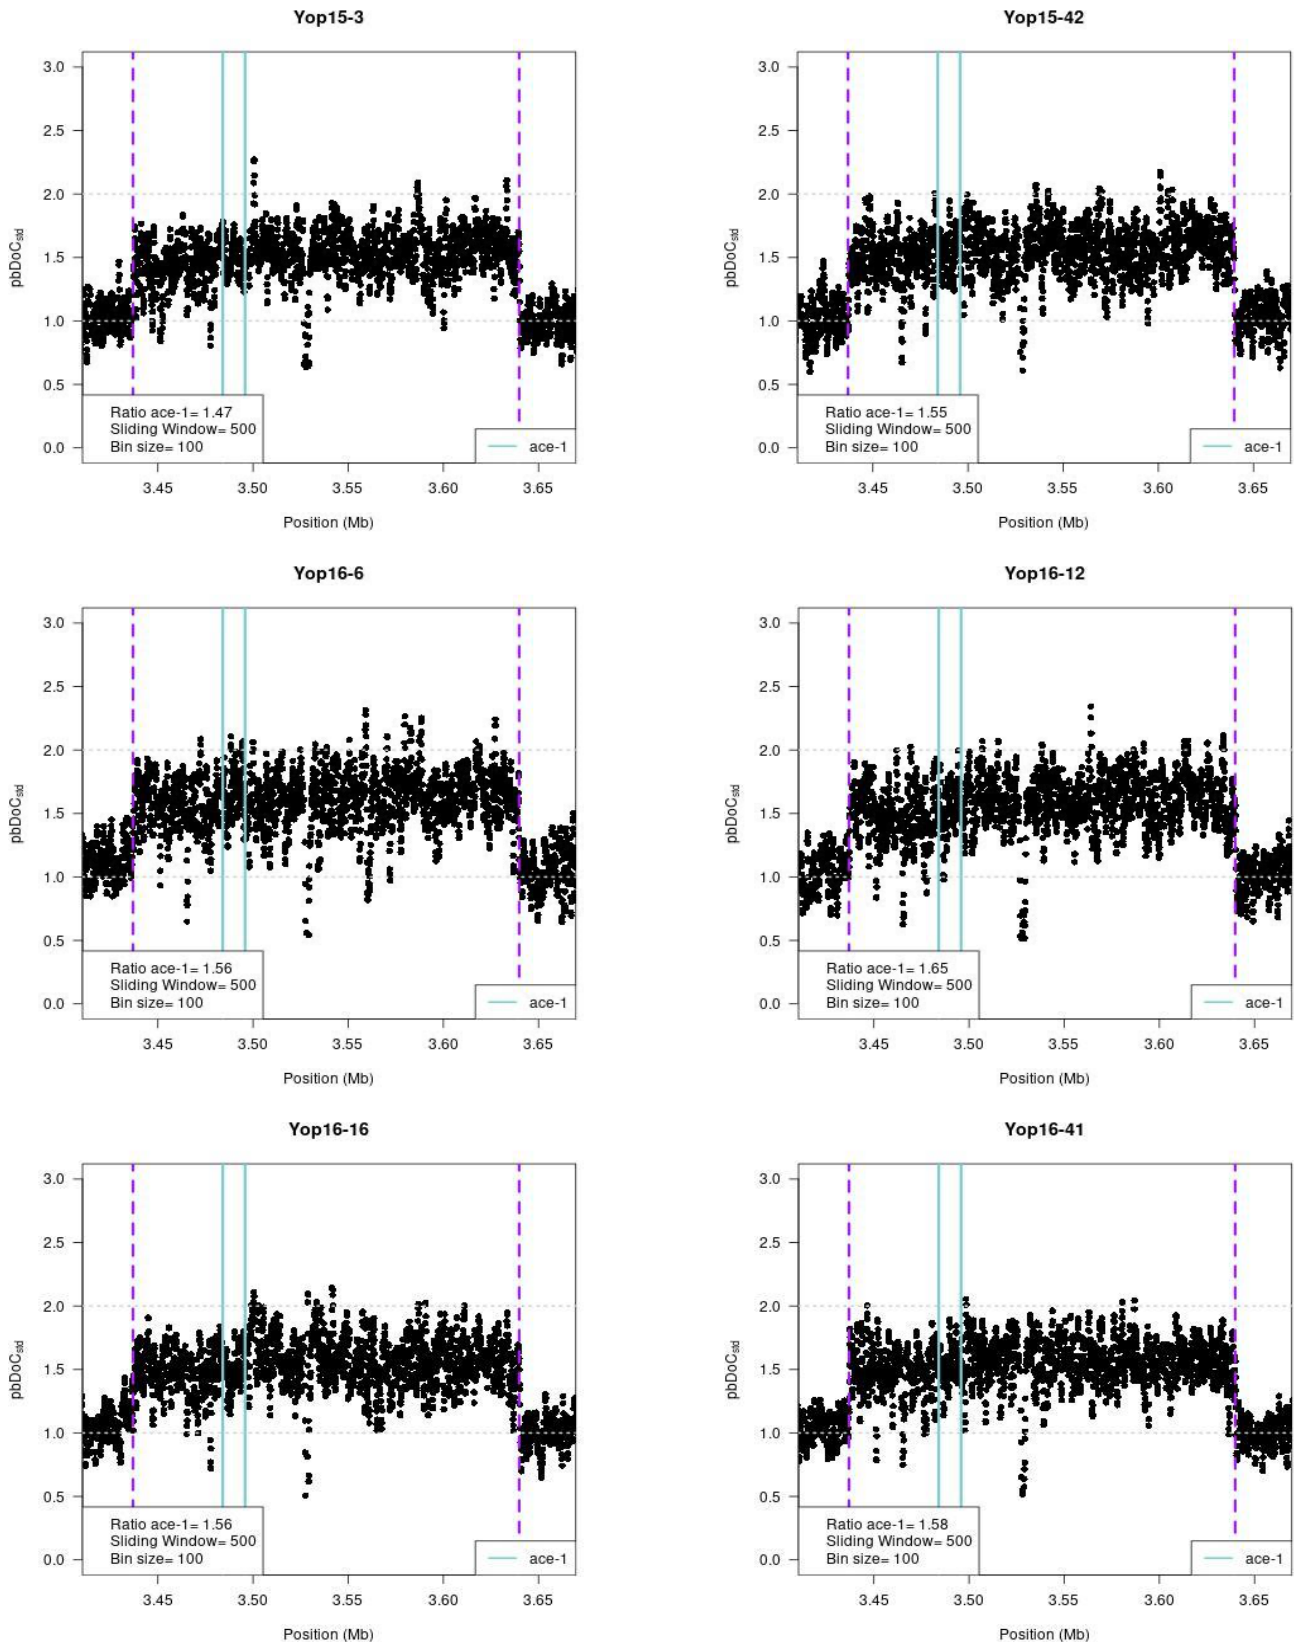 Yop15-3
3.0
2.5
2.0
1.5
1.0
0.5
0.0
pbDoCstd
Ratio ace-1= 1.47
Sliding Window= 500
Bin size= 100
ace-1
3.45 3.50 3.55 3.60 3.65
Position (Mb)
Yop15-42
3.0
2.5
2.0
1.5
1.0
0.5
0.0
pbDoCstd
Ratio ace-1= 1.55
Sliding Window= 500
Bin size= 100
ace-1
3.45 3.50 3.55 3.60 3.65
Position (Mb)
Yop16-6
3.0
2.5
2.0
1.5
1.0
0.5
0.0
pbDoCstd
Ratio ace-1= 1.56
Sliding Window= 500
Bin size= 100
ace-1
3.45 3.50 3.55 3.60 3.65
Position (Mb)
Yop16-12
3.0
2.5
2.0
1.5
1.0
0.5
0.0
pbDoCstd
Ratio ace-1= 1.65
Sliding Window= 500
Bin size= 100
ace-1
3.45 3.50 3.55 3.60 3.65
Position (Mb)
Yop16-16
3.0
2.5
2.0
1.5
1.0
0.5
0.0
pbDoCstd
Ratio ace-1= 1.56
Sliding Window= 500
Bin size= 100
ace-1
3.45 3.50 3.55 3.60 3.65
Position (Mb)
Yop16-41
3.0
2.5
2.0
1.5
1.0
0.5
0.0
pbDoCstd
Ratio ace-1= 1.58
Sliding Window= 500
Bin size= 100
ace-1
3.45 3.50 3.55 3.60 3.65
Position (Mb)